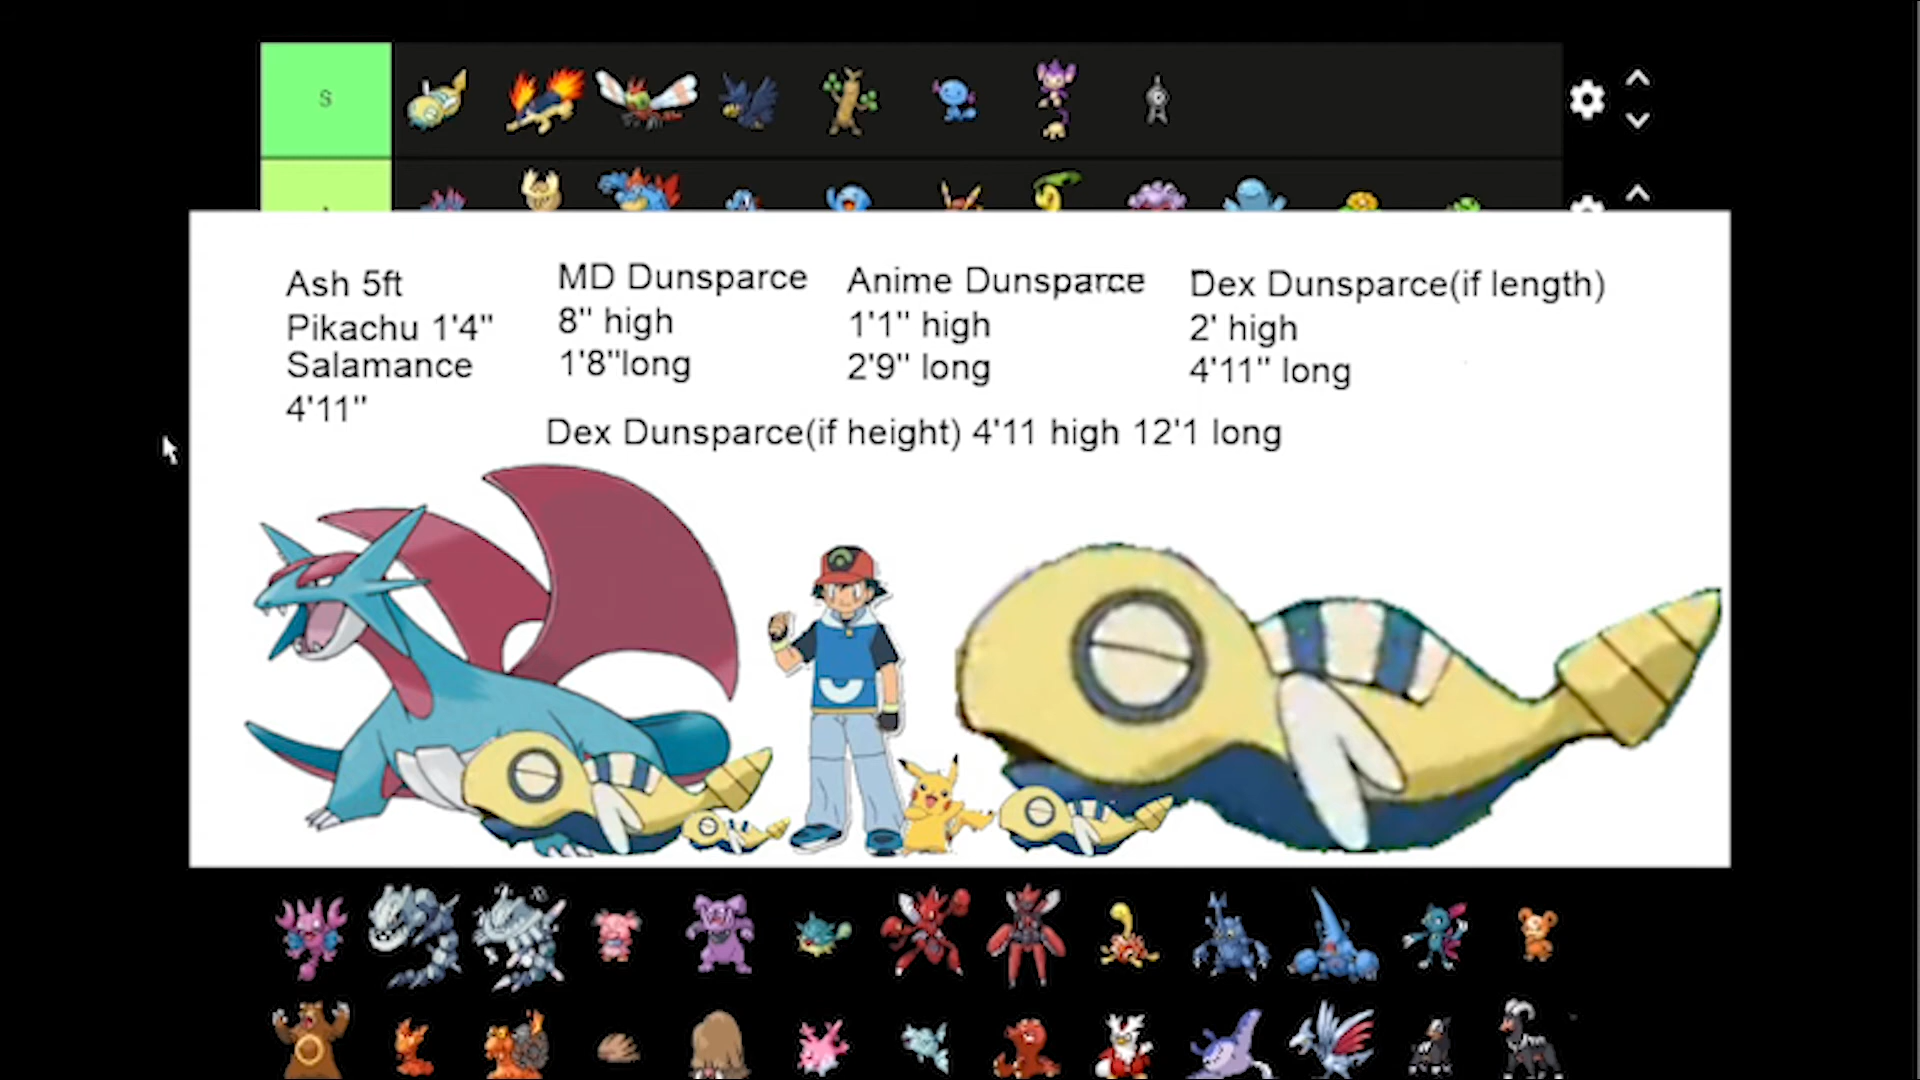 S
Ash 5ft
Pikachu 1'4"
Salamance
4'11"
MD Dunsparce
8" high
1'8"long
Anime Dunsparce
1'1" high
2'9" long
Dex Dunsparce(if length)
2' high
4'11" long
Dex Dunsparce(if height) 4'11 high 12'1 long